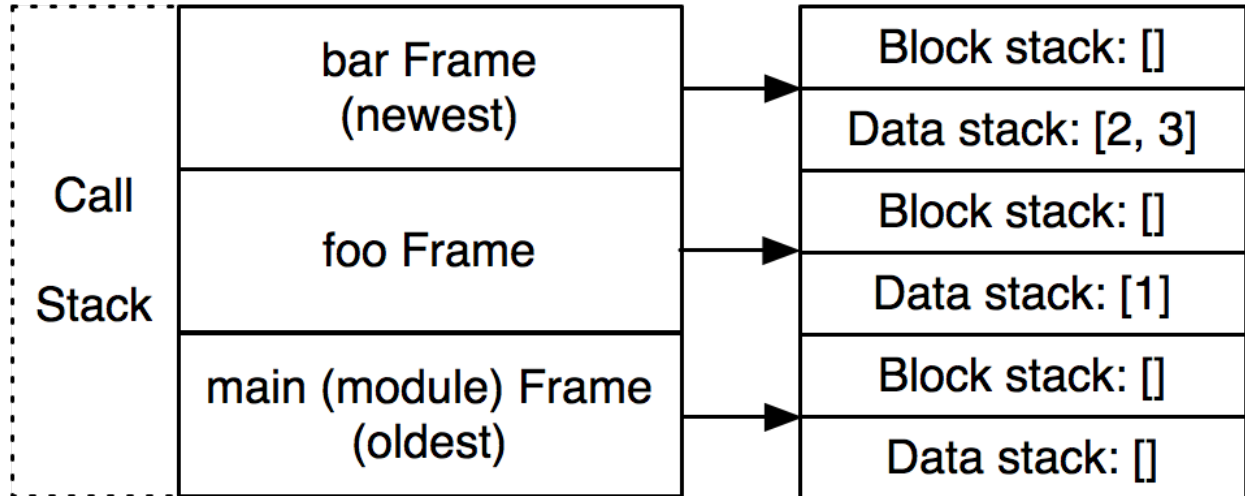 Call
Stack
bar Frame
(newest)
foo Frame
main (module) Frame
(oldest)
Block stack: []
Data stack: [2, 3]
Block stack: []
Data stack: [1]
Block stack: []
Data stack: []